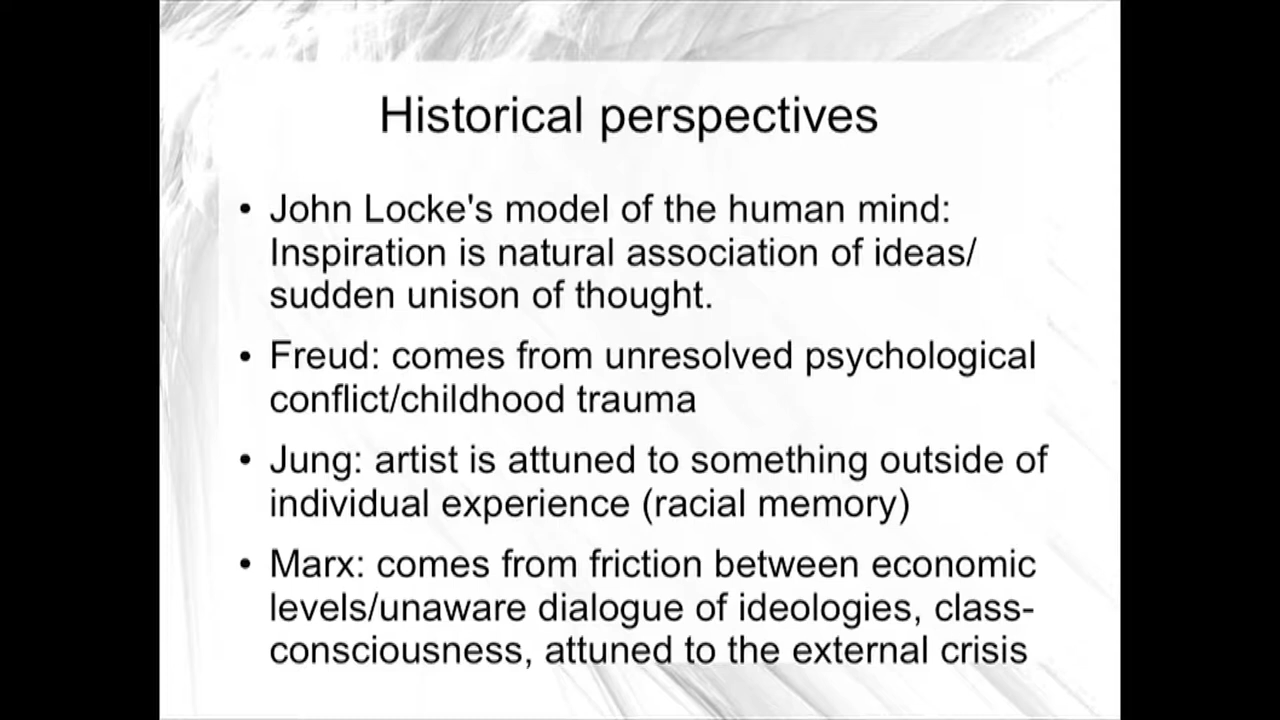 Historical perspectives
• John Locke's model of the human mind:
Inspiration is natural association of ideas/
sudden unison of thought.
• Freud: comes from unresolved psychological
conflict/childhood trauma
• Jung: artist is attuned to something outside of
individual experience (racial memory)
• Marx: comes from friction between economic
levels/unaware dialogue of ideologies, class-
consciousness, attuned to the external crisis